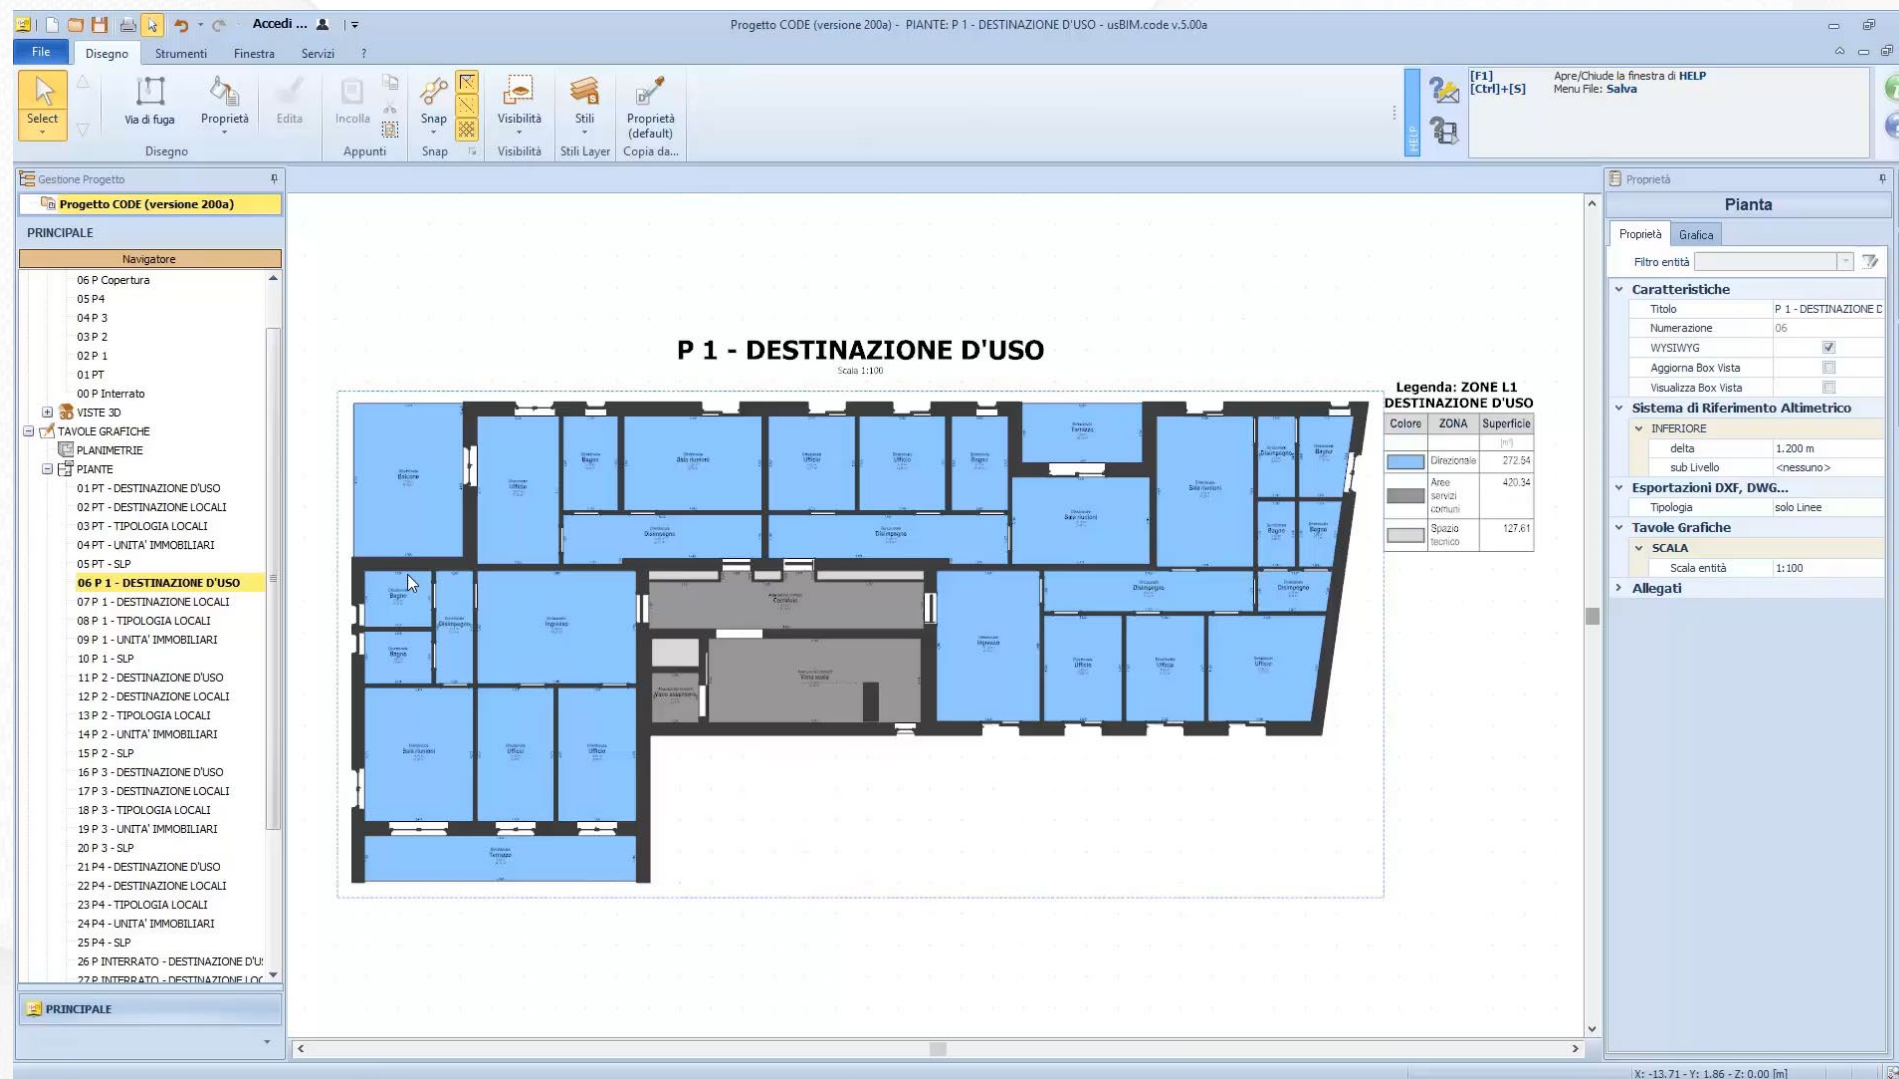 Accedi ...
Progetto CODE (versione 200a) - PIANTE: P 1 - DESTINAZIONE D'USO - usBIM.code v.5.00a
File Disegno Strumenti Finestra Servizi ?
Select Via di fuga Proprietà Edita Incolla Snap Visibilità Stili Proprietà (default)
Disegno Appunti Snap Visibilità Stili Layer Copia da...
HELP
[F1] Apre/Chiude la finestra di HELP
[Ctrl]+[S] Menu File: Salva
Gestione Progetto
Progetto CODE (versione 200a)
PRINCIPALE
Navigatore
06 P Copertura
05 P4
04 P 3
03 P 2
02 P 1
01 PT
00 P Interrato
VISTE 3D
TAVOLE GRAFICHE
PLANIMETRIE
PIANTE
01 PT - DESTINAZIONE D'USO
02 PT - DESTINAZIONE LOCALI
03 PT - TIPOLOGIA LOCALI
04 PT - UNITA' IMMOBILIARI
05 PT - SLP
06 P 1 - DESTINAZIONE D'USO
07 P 1 - DESTINAZIONE LOCALI
08 P 1 - TIPOLOGIA LOCALI
09 P 1 - UNITA' IMMOBILIARI
10 P 1 - SLP
11 P 2 - DESTINAZIONE D'USO
12 P 2 - DESTINAZIONE LOCALI
13 P 2 - TIPOLOGIA LOCALI
14 P 2 - UNITA' IMMOBILIARI
15 P 2 - SLP
16 P 3 - DESTINAZIONE D'USO
17 P 3 - DESTINAZIONE LOCALI
18 P 3 - TIPOLOGIA LOCALI
19 P 3 - UNITA' IMMOBILIARI
20 P 3 - SLP
21 P4 - DESTINAZIONE D'USO
22 P4 - DESTINAZIONE LOCALI
23 P4 - TIPOLOGIA LOCALI
24 P4 - UNITA' IMMOBILIARI
25 P4 - SLP
26 P INTERRATO - DESTINAZIONE D'U
27 P INTERRATO - DESTINAZIONE LOC
PRINCIPALE
P 1 - DESTINAZIONE D'USO
Scala 1:100
Legenda: ZONE L1
DESTINAZIONE D'USO
Colore ZONA Superficie
[m²]
Direzionale 272.54
Aree servizi comuni 420.34
Spazio tecnico 127.61
Proprietà
Pianta
Proprietà Grafica
Filtro entità
Caratteristiche
Titolo P 1 - DESTINAZIONE D
Numerazione 06
WYSIWYG
Aggiorna Box Vista
Visualizza Box Vista
Sistema di Riferimento Altimetrico
INFERIORE
delta 1.200 m
sub Livello <nessuno>
Esportazioni DXF, DWG...
Tipologia solo Linee
Tavole Grafiche
SCALA
Scala entità 1:100
Allegati
X: -13.71 - Y: 1.86 - Z: 0.00 [m]